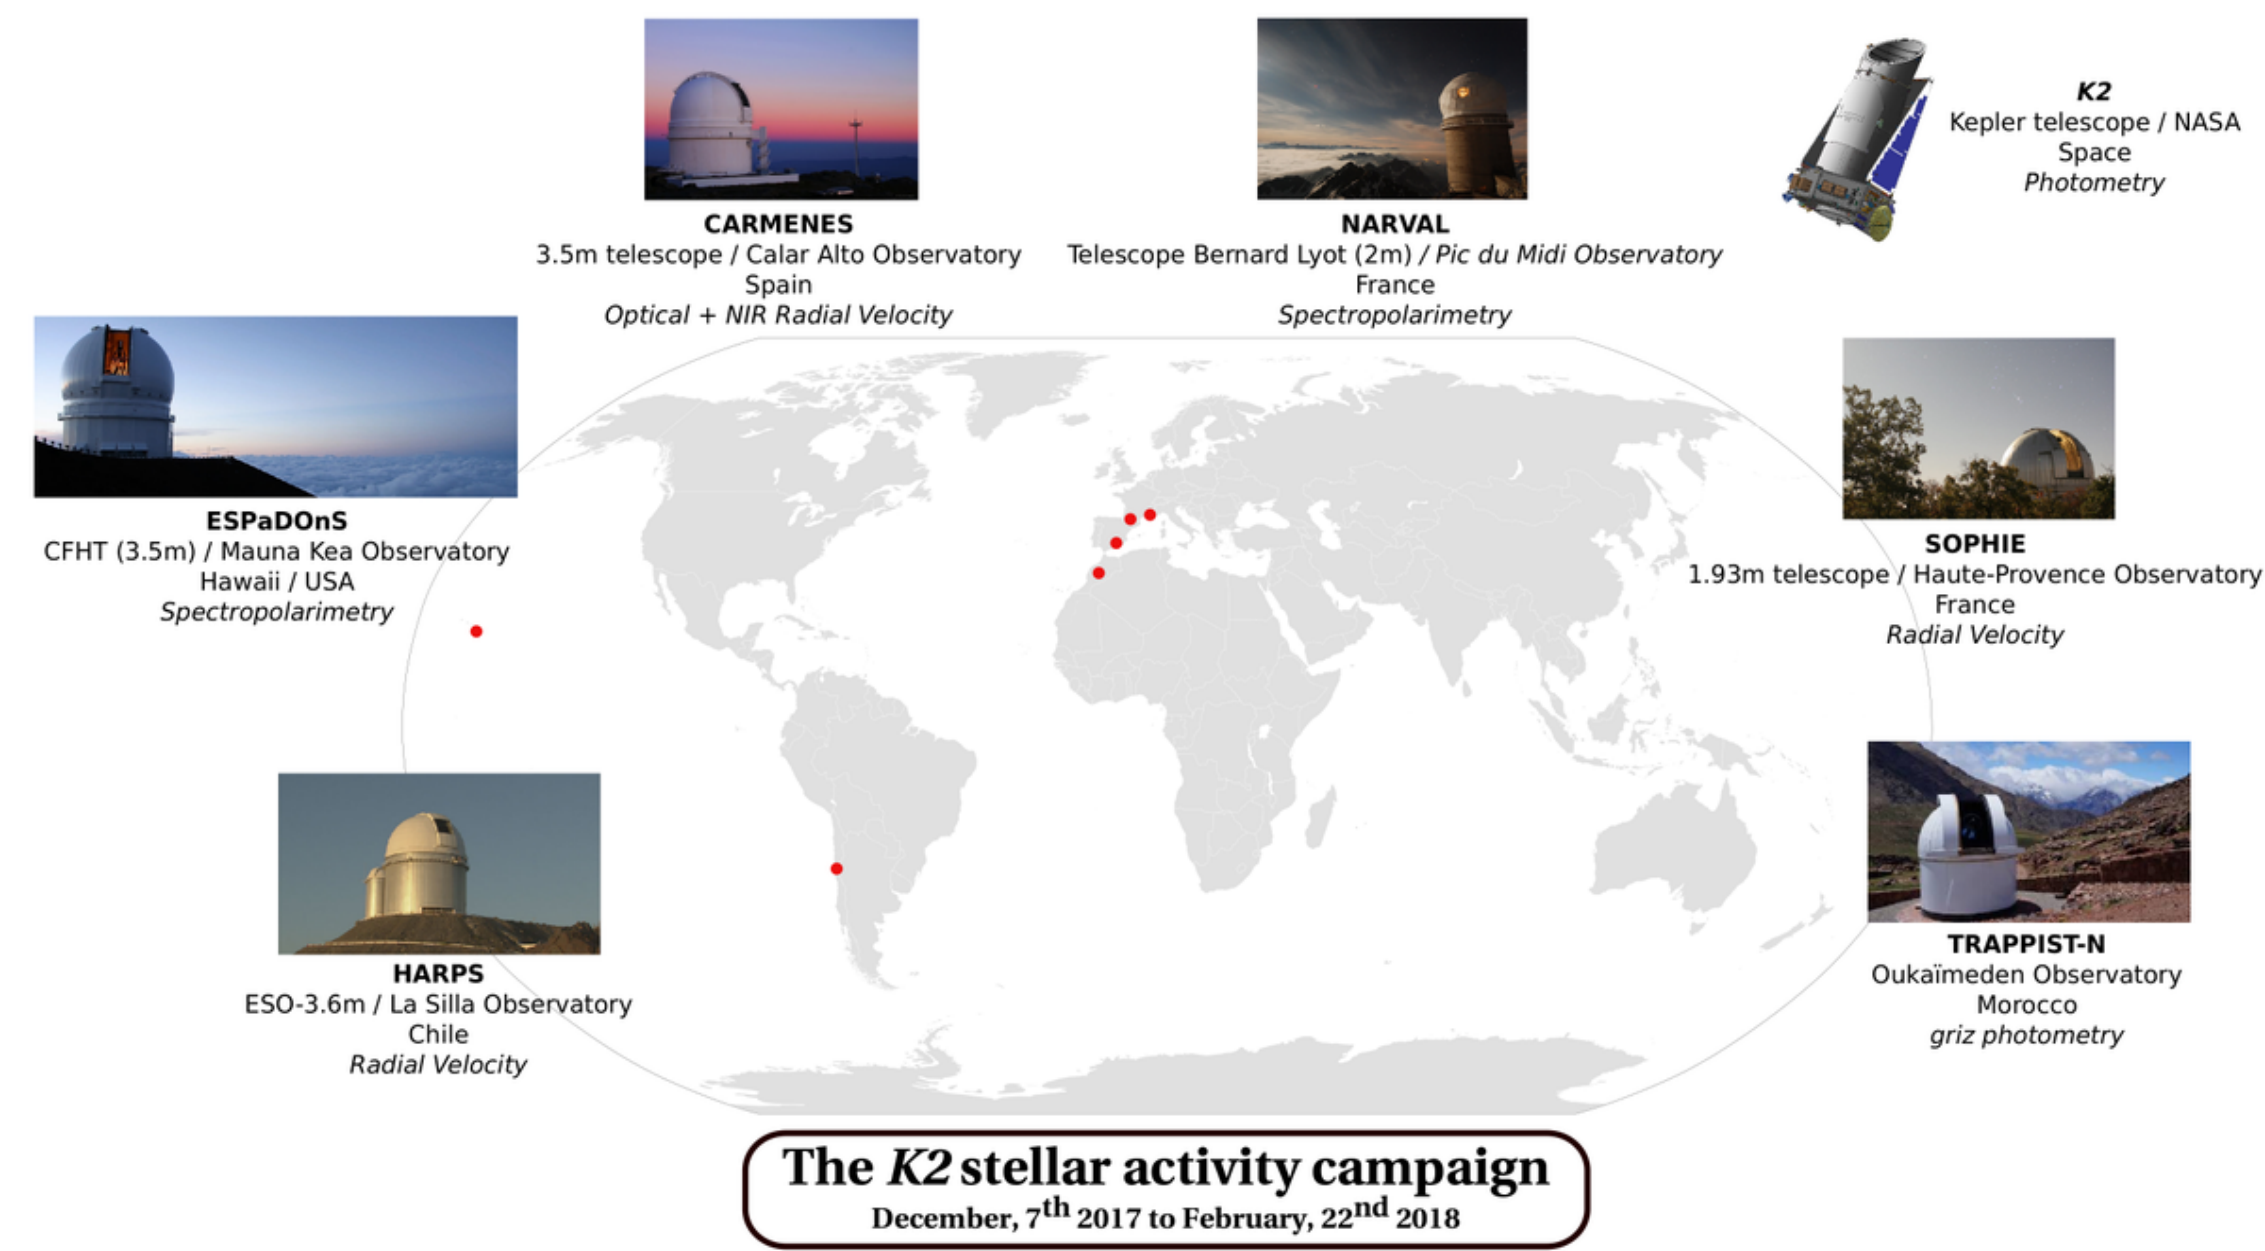 CARMENES
3.5m telescope / Calar Alto Observatory
Spain
Optical + NIR Radial Velocity
NARVAL
Telescope Bernard Lyot (2m) / Pic du Midi Observatory
France
Spectropolarimetry
K2
Kepler telescope / NASA
Space
Photometry
ESPaDOnS
CFHT (3.5m) / Mauna Kea Observatory
Hawaii / USA
Spectropolarimetry
SOPHIE
1.93m telescope / Haute-Provence Observatory
France
Radial Velocity
HARPS
ESO-3.6m / La Silla Observatory
Chile
Radial Velocity
TRAPPIST-N
Oukaïmeden Observatory
Morocco
griz photometry
The K2 stellar activity campaign
December, 7th 2017 to February, 22nd 2018